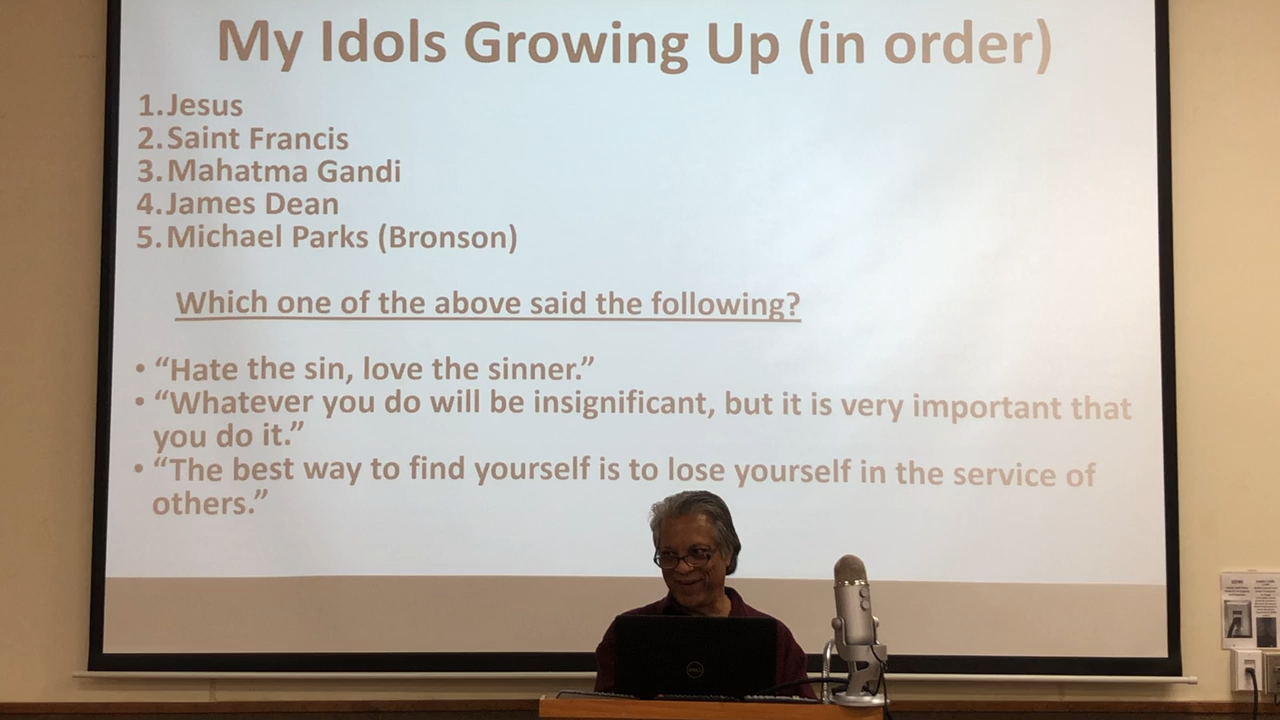 My Idols Growing Up (in order)
1. Jesus
2. Saint Francis
3. Mahatma Gandi
4. James Dean
5. Michael Parks (Bronson)
Which one of the above said the following?
• “Hate the sin, love the sinner.”
• “Whatever you do will be insignificant, but it is very important that
you do it.”
• “The best way to find yourself is to lose yourself in the service of
others.”
DELL